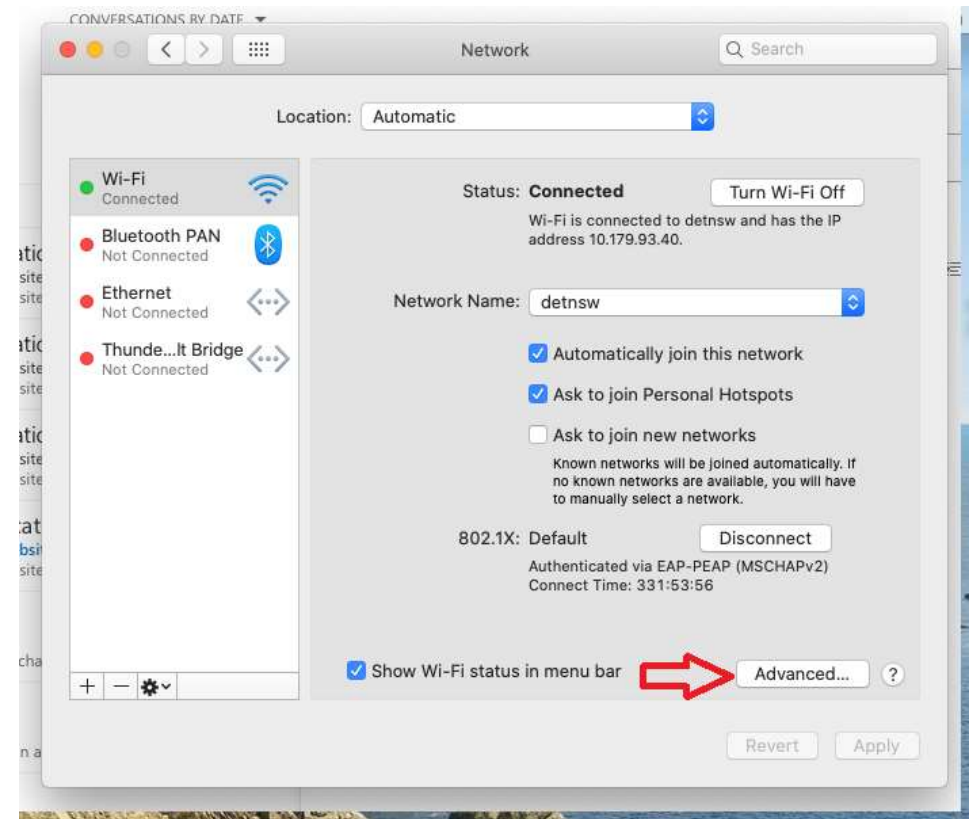 CONVERSATIONS BY DATE
Network
Search
Location: Automatic
Wi-Fi
Connected
Bluetooth PAN
Not Connected
Ethernet
Not Connected
Thunde...lt Bridge
Not Connected
Status: Connected
Turn Wi-Fi Off
Wi-Fi is connected to detnsw and has the IP
address 10.179.93.40.
Network Name: detnsw
Automatically join this network
Ask to join Personal Hotspots
Ask to join new networks
Known networks will be joined automatically. If
no known networks are available, you will have
to manually select a network.
802.1X: Default
Disconnect
Authenticated via EAP-PEAP (MSCHAPv2)
Connect Time: 331:53:56
Show Wi-Fi status in menu bar
Advanced...
?
Revert
Apply